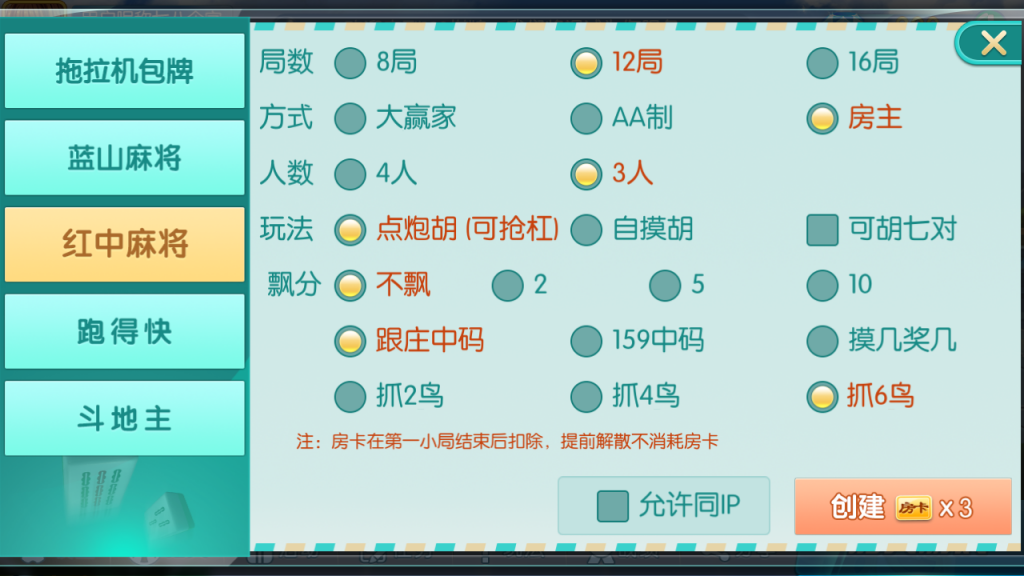 拖拉机包牌
蓝山麻将
红中麻将
跑得快
斗地主
局数 8局 12局 16局
方式 大赢家 AA制 房主
人数 4人 3人
玩法 点炮胡 (可抢杠) 自摸胡 可胡七对
飘分 不飘 2 5 10
跟庄中码 159中码 摸几奖几
抓2鸟 抓4鸟 抓6鸟
注：房卡在第一小局结束后扣除，提前解散不消耗房卡
允许同IP
创建 房卡 x3